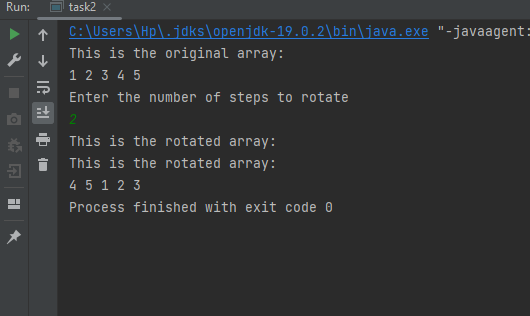 Run: task2
C:\Users\Hp\.jdks\openjdk-19.0.2\bin\java.exe "-javaagent:
This is the original array:
1 2 3 4 5
Enter the number of steps to rotate
2
This is the rotated array:
This is the rotated array:
4 5 1 2 3
Process finished with exit code 0